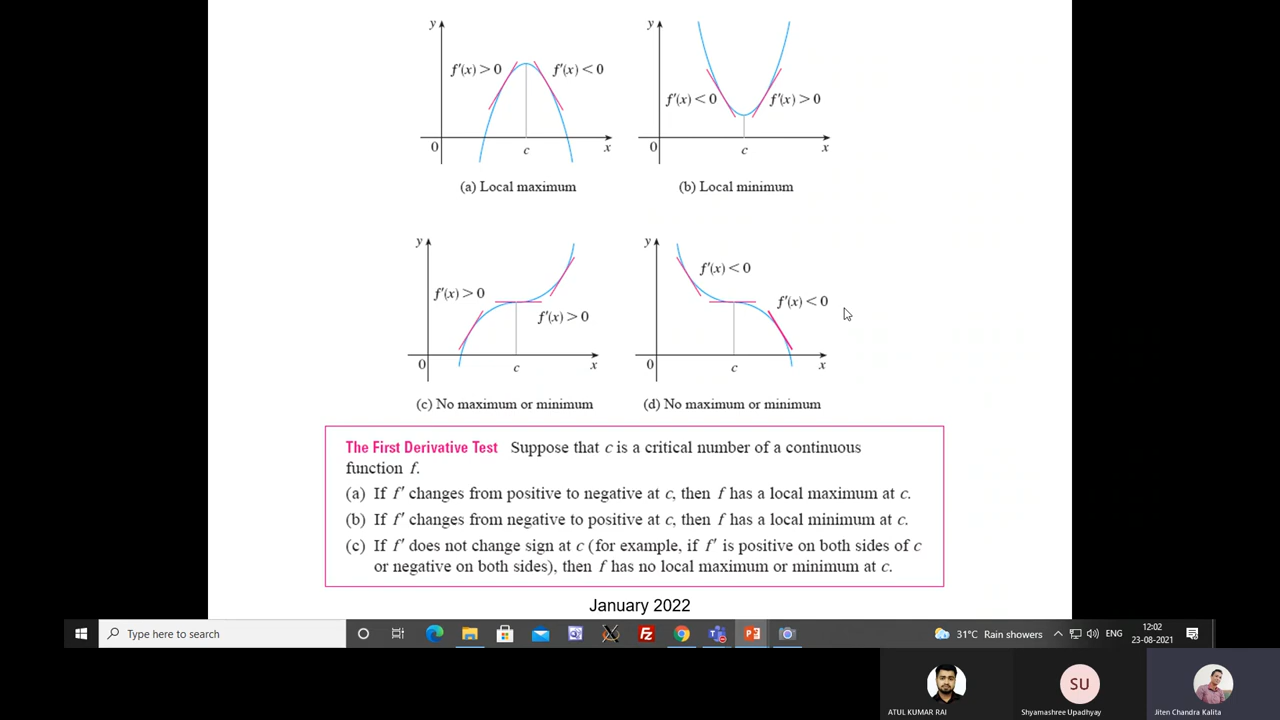 y
y
f'(x) > 0
f'(x) < 0
f'(x) < 0
f'(x) > 0
0
c
x
0
c
x
(a) Local maximum
(b) Local minimum
y
y
f'(x) > 0
f'(x) > 0
f'(x) < 0
f'(x) < 0
0
c
x
0
c
x
(c) No maximum or minimum
(d) No maximum or minimum
The First Derivative Test Suppose that c is a critical number of a continuous
function f.
(a) If f' changes from positive to negative at c, then f has a local maximum at c.
(b) If f' changes from negative to positive at c, then f has a local minimum at c.
(c) If f' does not change sign at c (for example, if f' is positive on both sides of c
or negative on both sides), then f has no local maximum or minimum at c.
January 2022
Type here to search
31°C Rain showers
ENG
12:02
23-08-2021
SU
ATUL KUMAR RAI
Shyamashree Upadhyay
Jiten Chandra Kalita